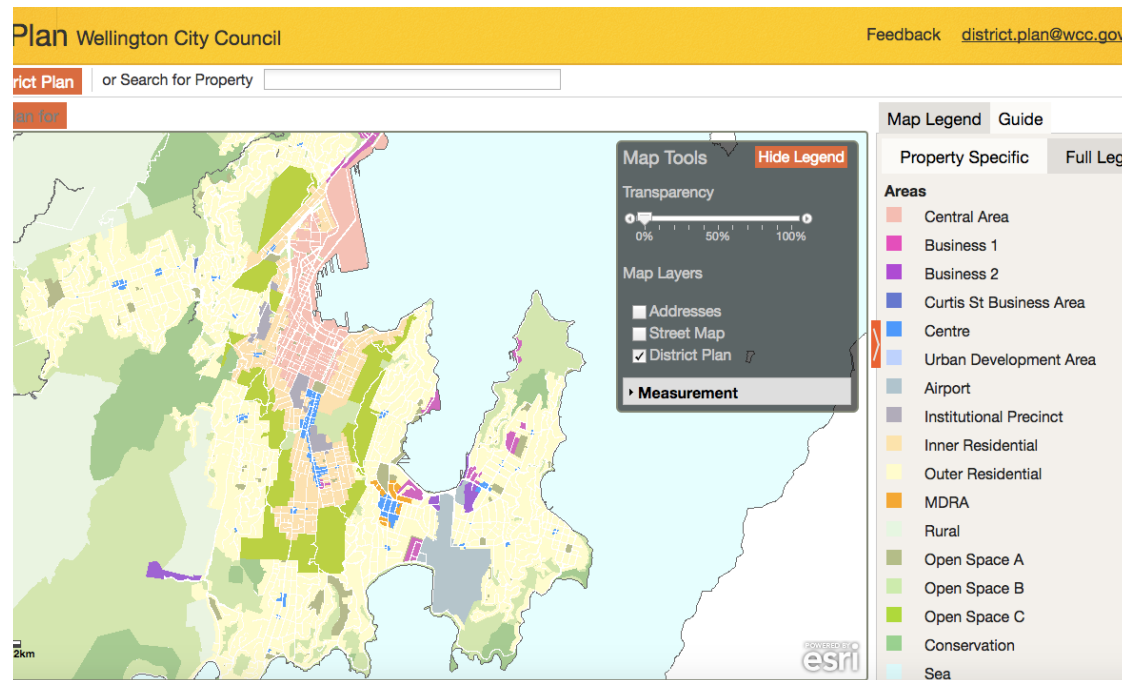 Plan Wellington City Council
Feedback district.plan@wcc.gov
rict Plan or Search for Property
an for
Map Legend Guide
Map Tools Hide Legend
Property Specific Full Leg
Transparency
0% 50% 100%
Map Layers
Addresses
Street Map
District Plan
Measurement
Areas
Central Area
Business 1
Business 2
Curtis St Business Area
Centre
Urban Development Area
Airport
Institutional Precinct
Inner Residential
Outer Residential
MDRA
Rural
Open Space A
Open Space B
Open Space C
Conservation
Sea
2km
POWERED BY
esri